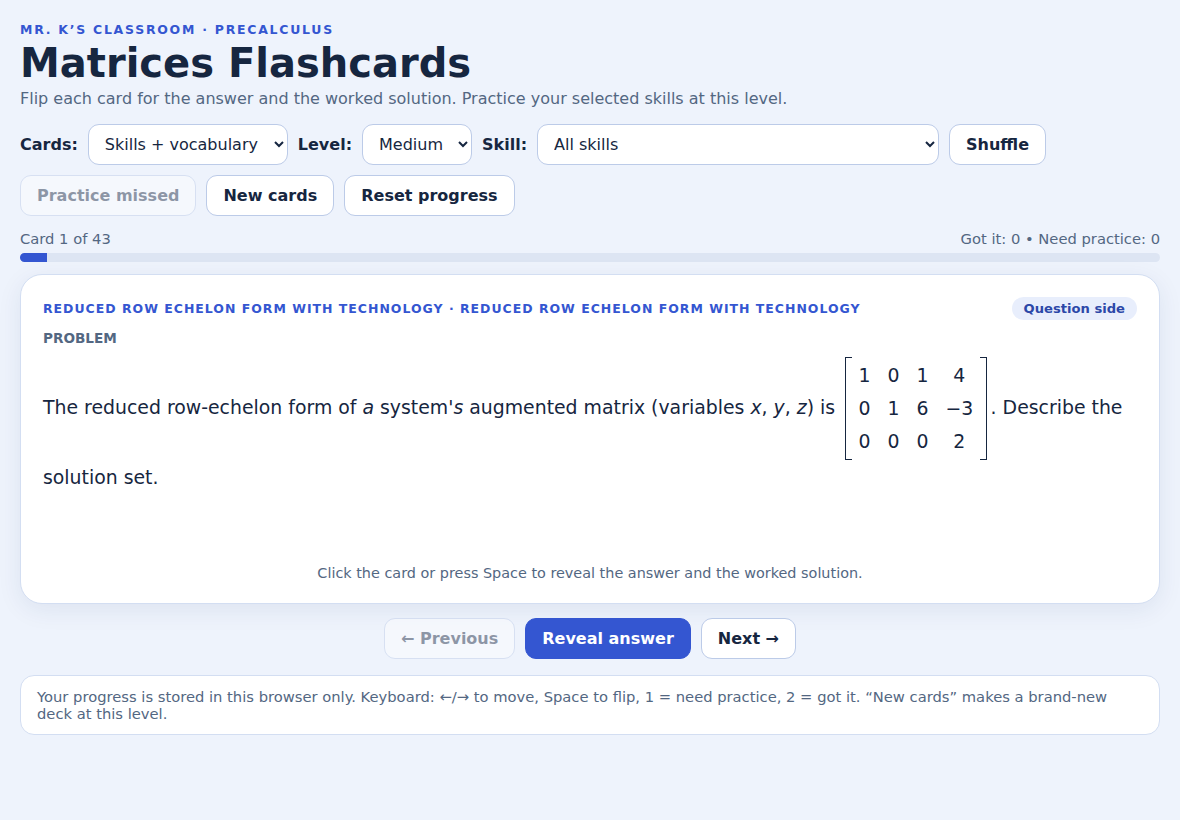 MR. K’S CLASSROOM · PRECALCULUS
Matrices Flashcards
Flip each card for the answer and the worked solution. Practice your selected skills at this level.
Cards: Skills + vocabulary Level: Medium Skill: All skills Shuffle
Practice missed New cards Reset progress
Card 1 of 43 Got it: 0 • Need practice: 0
REDUCED ROW ECHELON FORM WITH TECHNOLOGY · REDUCED ROW ECHELON FORM WITH TECHNOLOGY Question side
PROBLEM
1 0 1 4
The reduced row-echelon form of a system's augmented matrix (variables x, y, z) is 0 1 6 −3 . Describe the
0 0 0 2
solution set.
Click the card or press Space to reveal the answer and the worked solution.
← Previous Reveal answer Next →
Your progress is stored in this browser only. Keyboard: ←/→ to move, Space to flip, 1 = need practice, 2 = got it. “New cards” makes a brand-new
deck at this level.